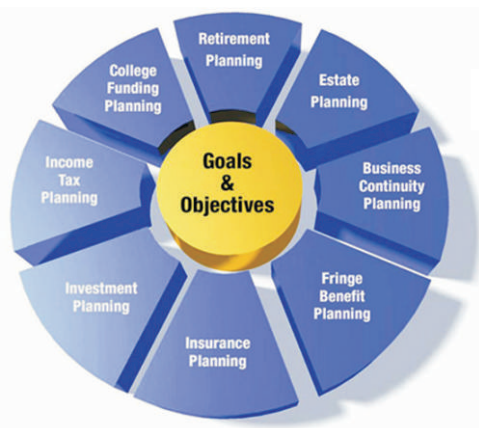 Retirement
Planning
Estate
Planning
Business
Continuity
Planning
Fringe
Benefit
Planning
Insurance
Planning
Investment
Planning
Income
Tax
Planning
College
Funding
Planning
Goals
&
Objectives